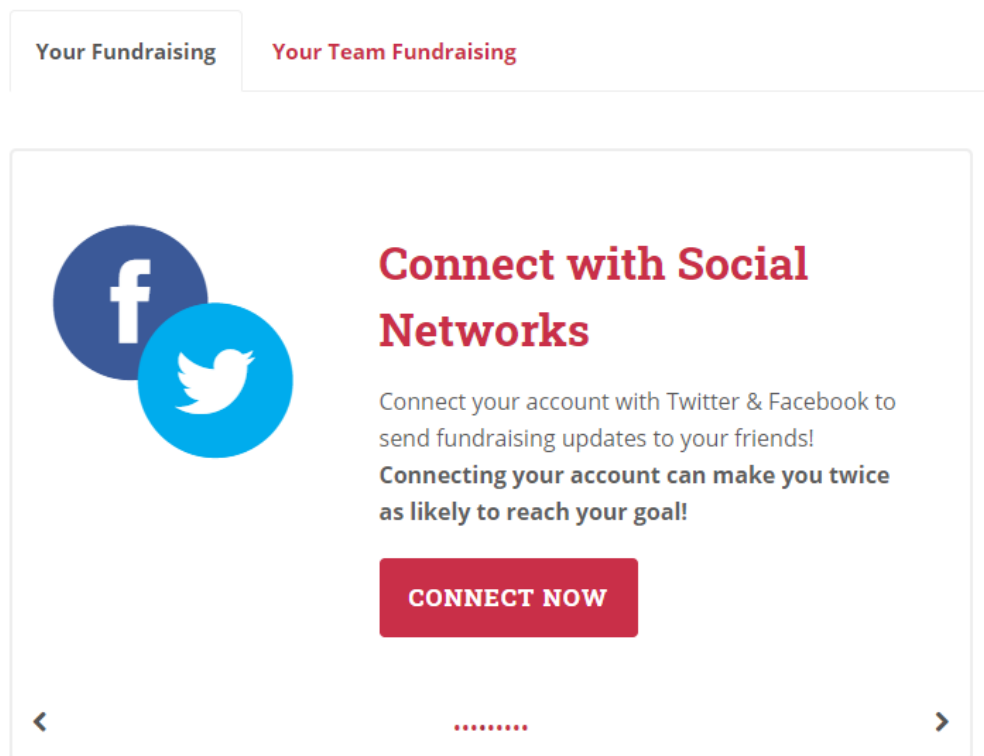 Your Fundraising
Your Team Fundraising
Connect with Social
Networks
Connect your account with Twitter & Facebook to
send fundraising updates to your friends!
Connecting your account can make you twice
as likely to reach your goal!
CONNECT NOW